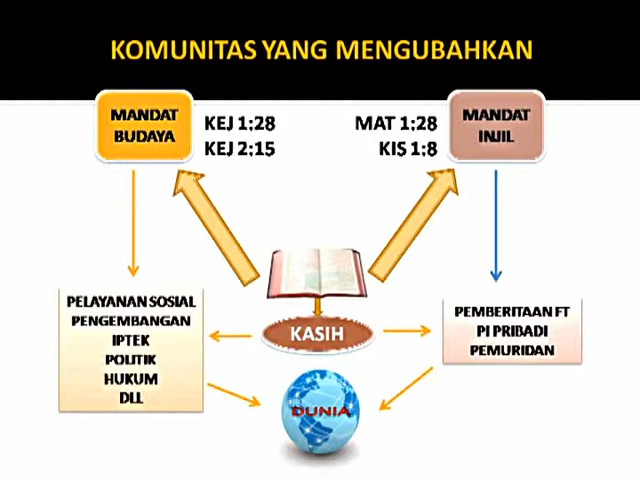 KOMUNITAS YANG MENGUBAHKAN
MANDAT
BUDAYA
KEJ 1:28
KEJ 2:15
MAT 1:28
KIS 1:8
MANDAT
INJIL
PELAYANAN SOSIAL
PENGEMBANGAN
IPTEK
POLITIK
HUKUM
DLL
KASIH
PEMBERITAAN FT
PI PRIBADI
PEMURIDAN
DUNIA